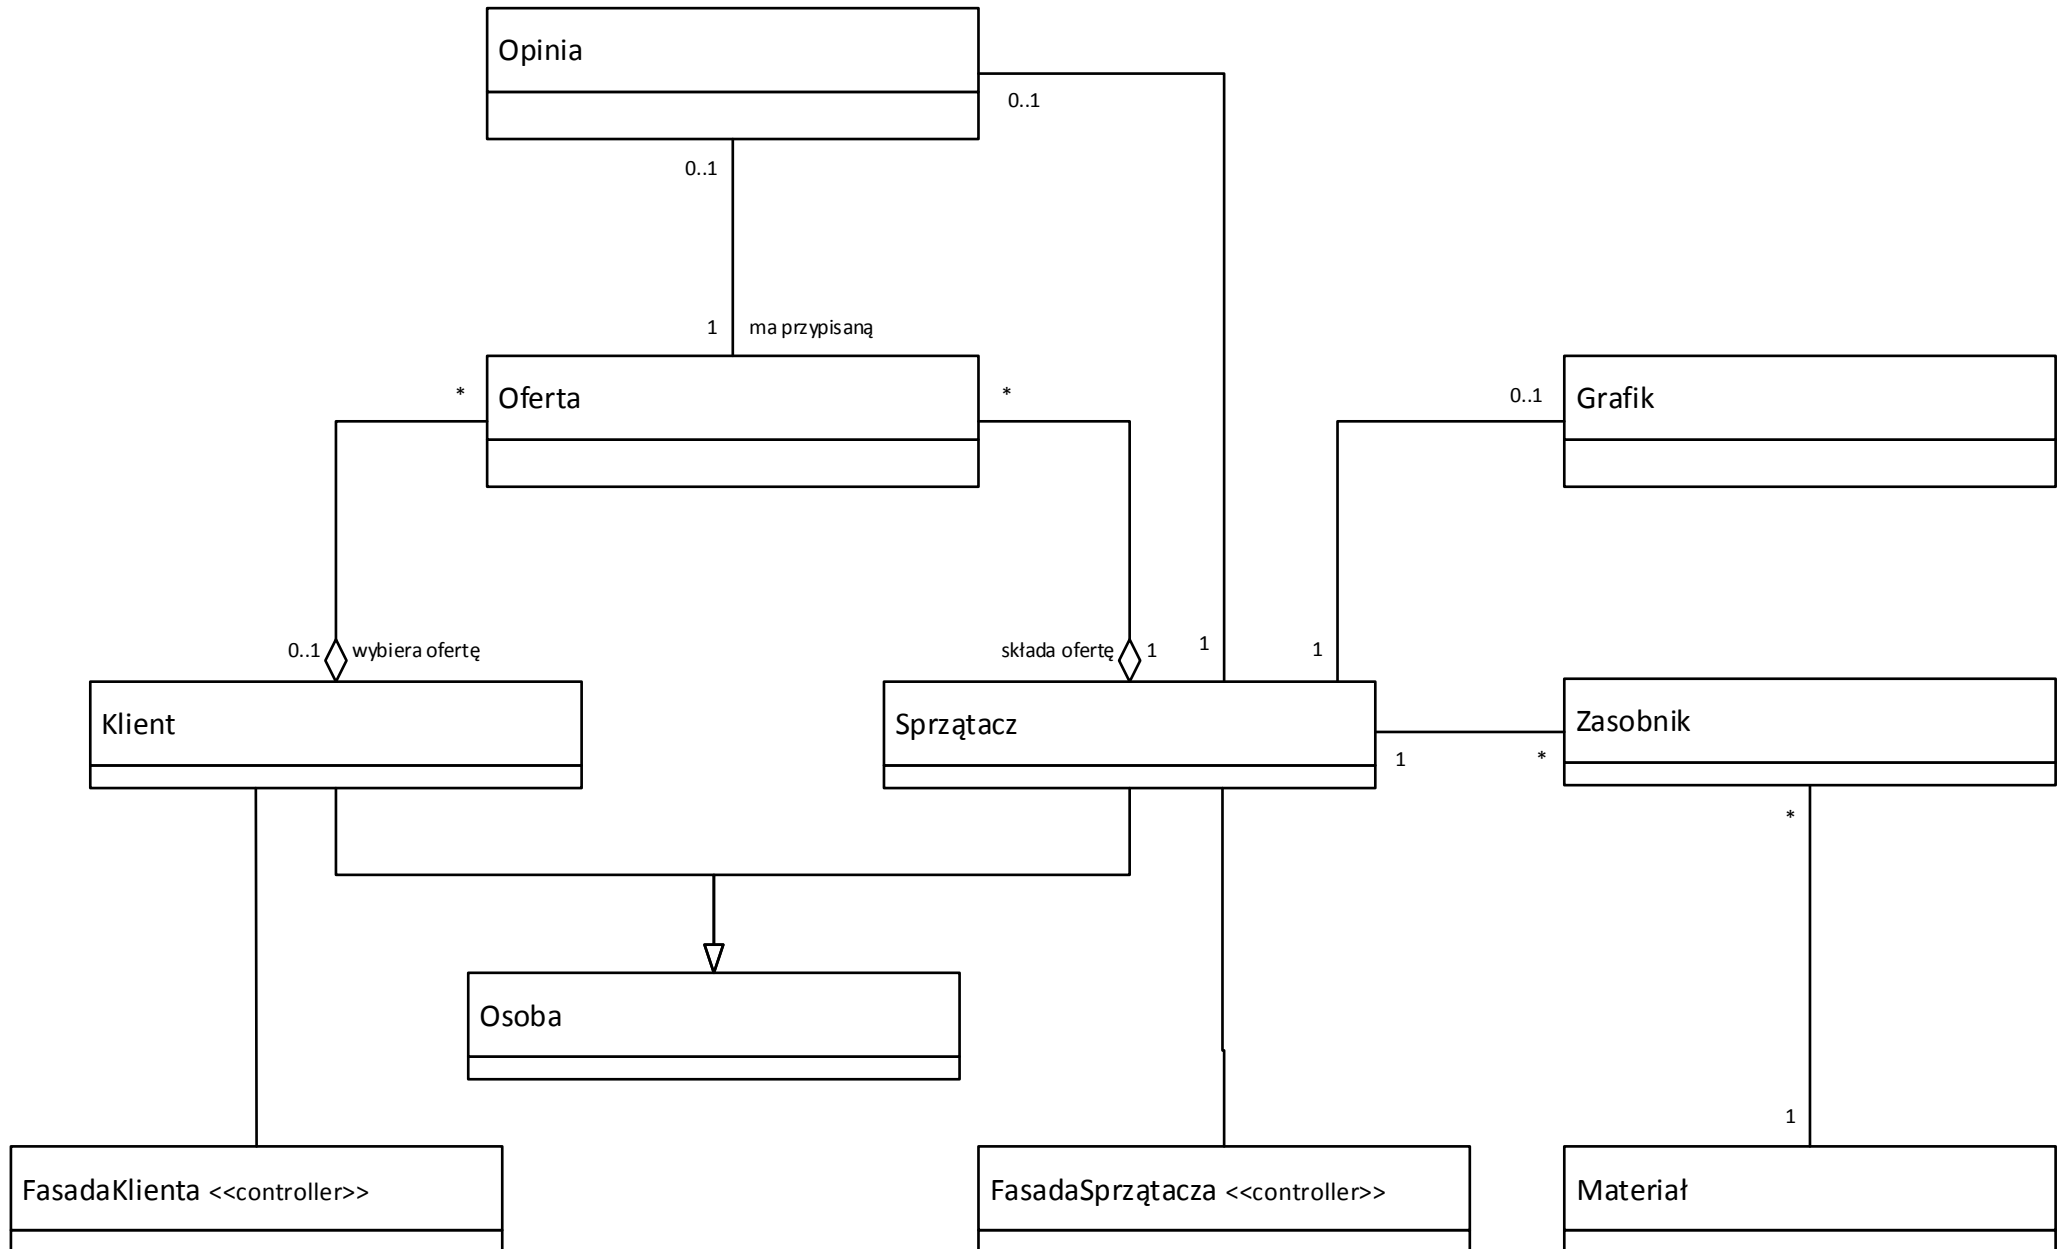 Opinia
0..1
0..1
1 ma przypisaną
* Oferta *
0..1 Grafik
0..1 wybiera ofertę
składa ofertę 1
1
1
Klient
Sprzątacz
Zasobnik
1 *
*
Osoba
1
FasadaKlienta <<controller>>
FasadaSprzątacza <<controller>>
Materiał